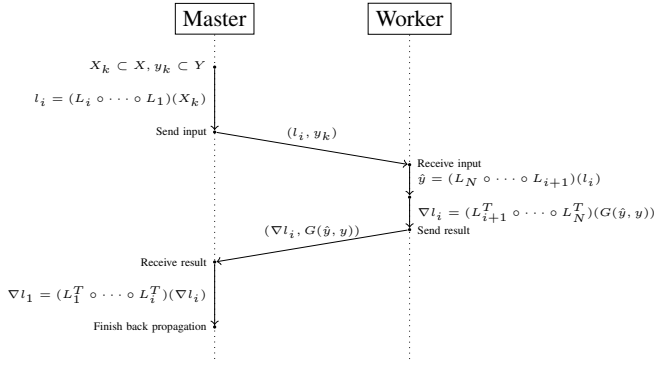 Master Worker
X_k ⊂ X, y_k ⊂ Y
l_i = (L_i ∘ ⋯ ∘ L_1)(X_k)
Send input
(l_i, y_k)
Receive input
ŷ = (L_N ∘ ⋯ ∘ L_{i+1})(l_i)
∇l_i = (L_{i+1}^T ∘ ⋯ ∘ L_N^T)(G(ŷ, y))
Send result
(∇l_i, G(ŷ, y))
Receive result
∇l_1 = (L_1^T ∘ ⋯ ∘ L_i^T)(∇l_i)
Finish back propagation